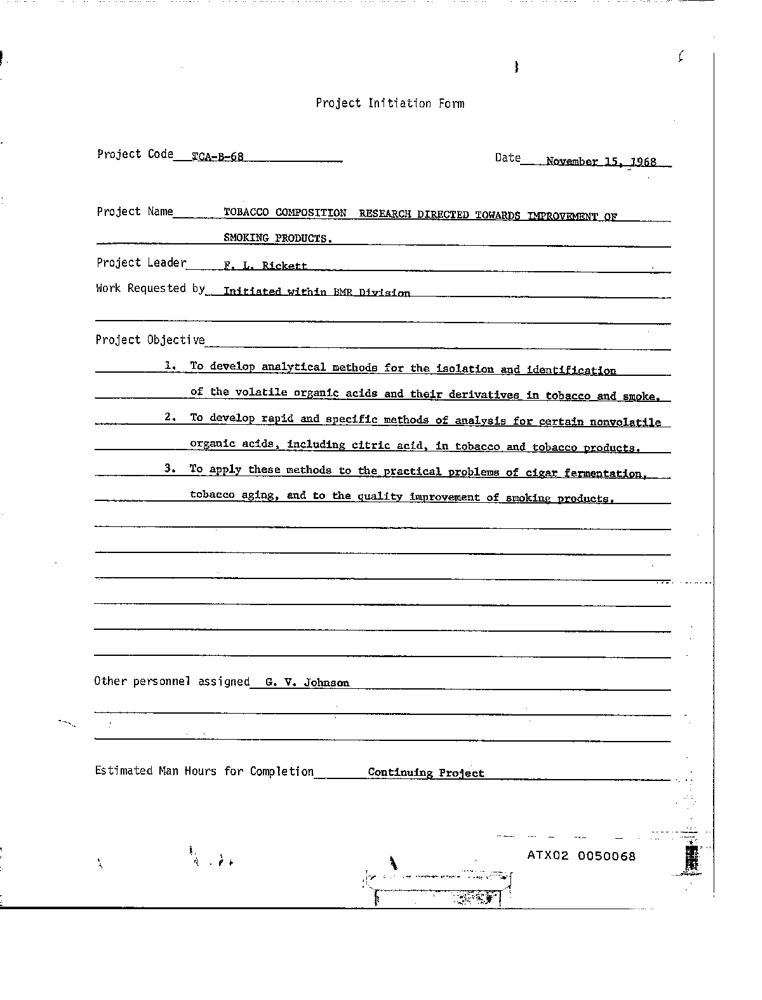 Project Initiation Form
Project Code TCA-B-68
Date November 15, 1968
Project Name TOBACCO COMPOSITION RESEARCH DIRECTED TOWARDS IMPROVEMENT OF
SMOKING PRODUCTS.
Project Leader F. L. Rickett
Work Requested by Initiated within BMR Division
Project Objective
1. To develop analytical methods for the isolation and identification
of the volatile organic acids and their derivatives in tobacco and smoke.
2. To develop rapid and specific methods of analysis for certain nonvolatile
organic acids, including citric acid, in tobacco and tobacco products.
3. To apply these methods to the practical problems of cigar fermentation,
tobacco aging, and to the quality improvement of smoking products.
Other personnel assigned G. V. Johnson
Estimated Man Hours for Completion Continuing Project
ATX02 0050068